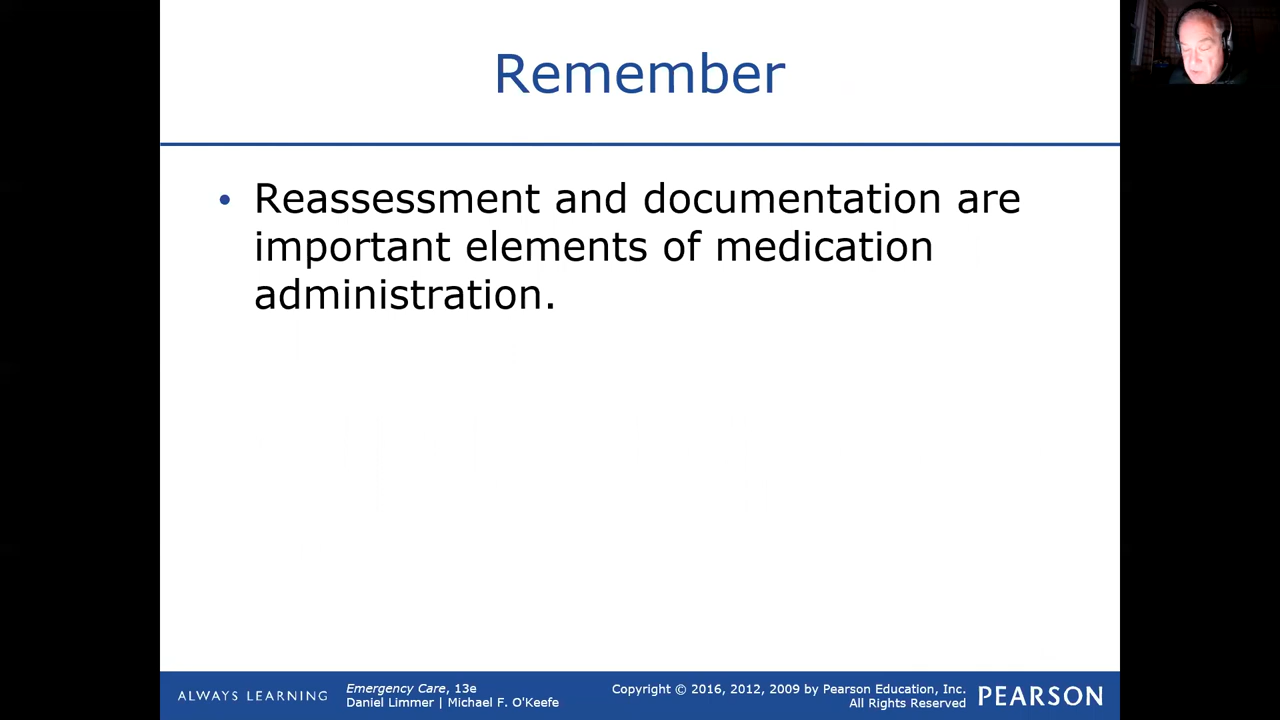 Remember
• Reassessment and documentation are
important elements of medication
administration.
ALWAYS LEARNING
Emergency Care, 13e
Daniel Limmer | Michael F. O'Keefe
Copyright © 2016, 2012, 2009 by Pearson Education, Inc.
All Rights Reserved
PEARSON